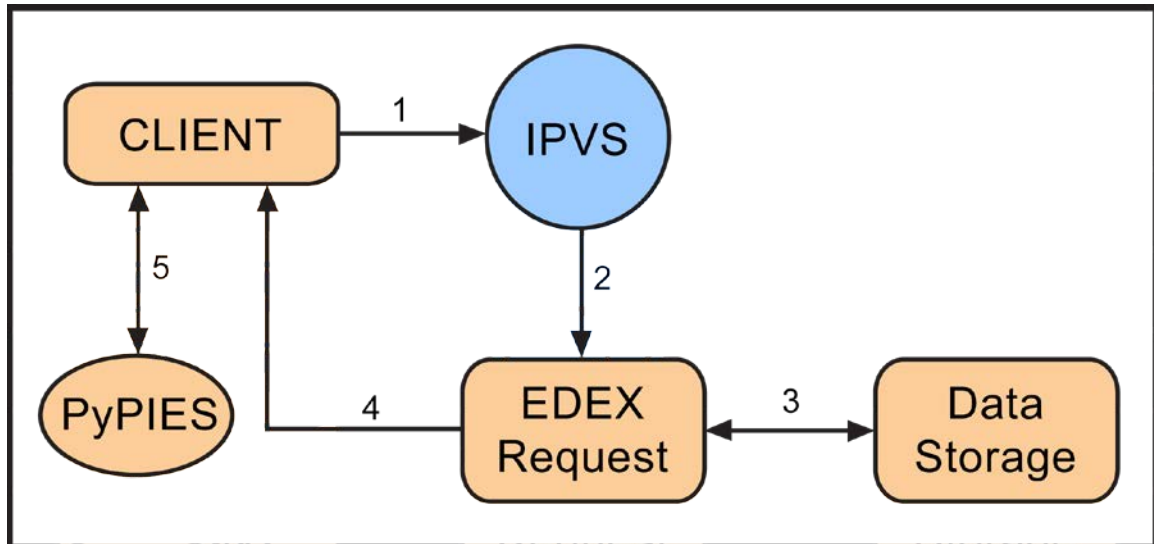 CLIENT
1
IPVS
5
2
PyPIES
4
EDEX
Request
3
Data
Storage